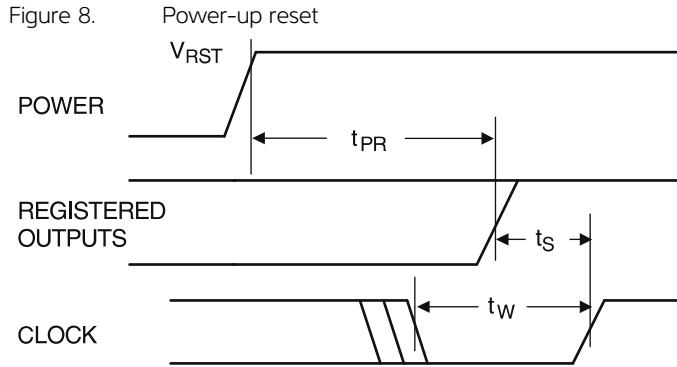 Figure 8. Power-up reset
VRST
POWER
tPR
REGISTERED
OUTPUTS
tS
tW
CLOCK